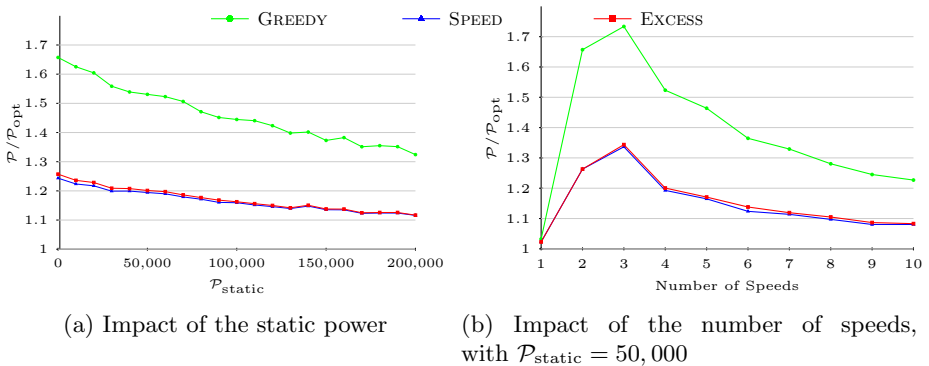 GREEDY SPEED EXCESS
P/Popt
1.7
1.6
1.5
1.4
1.3
1.2
1.1
1
0 50,000 100,000 150,000 200,000
Pstatic
(a) Impact of the static power
P/Popt
1.7
1.6
1.5
1.4
1.3
1.2
1.1
1
1 2 3 4 5 6 7 8 9 10
Number of Speeds
(b) Impact of the number of speeds,
with Pstatic = 50, 000